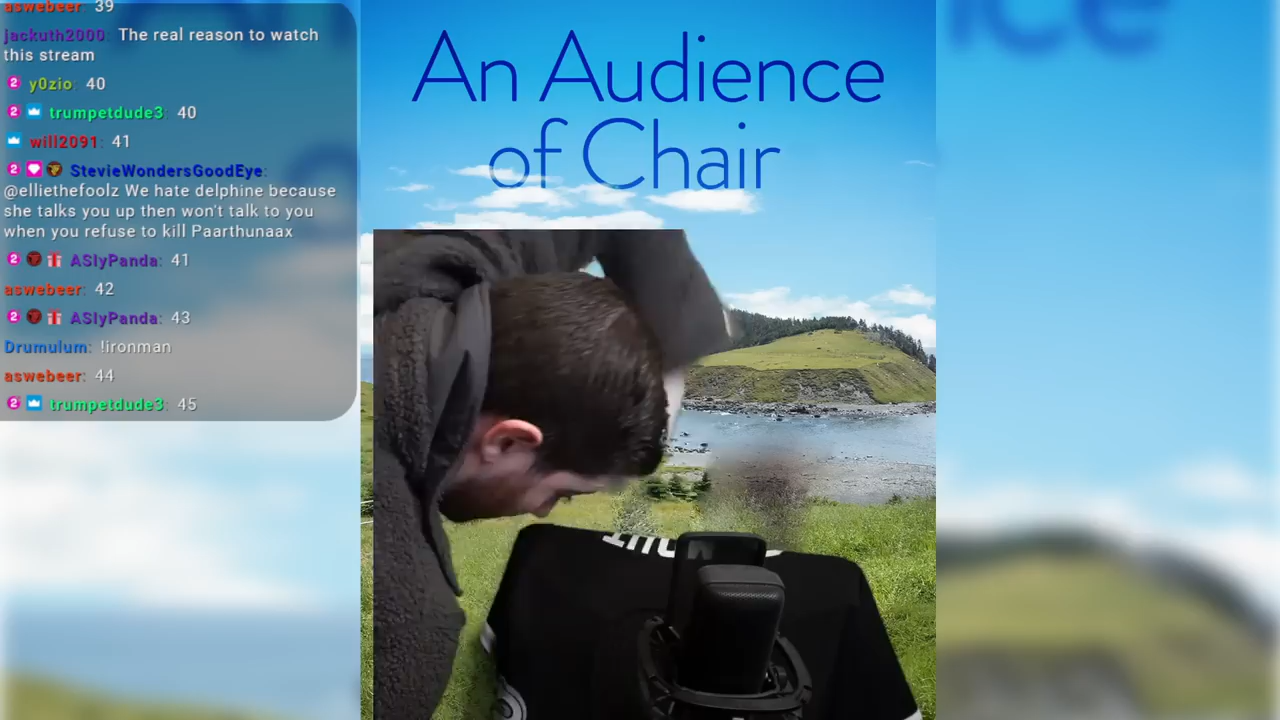 aswebeer: 39
jackuth2000: The real reason to watch
this stream
y0zio: 40
trumpetdude3: 40
will2091: 41
StevieWondersGoodEye:
@elliethefoolz We hate delphine because
she talks you up then won't talk to you
when you refuse to kill Paarthunaax
ASlyPanda: 41
aswebeer: 42
ASlyPanda: 43
Drumulum: !ironman
aswebeer: 44
trumpetdude3: 45
An Audience
of Chair